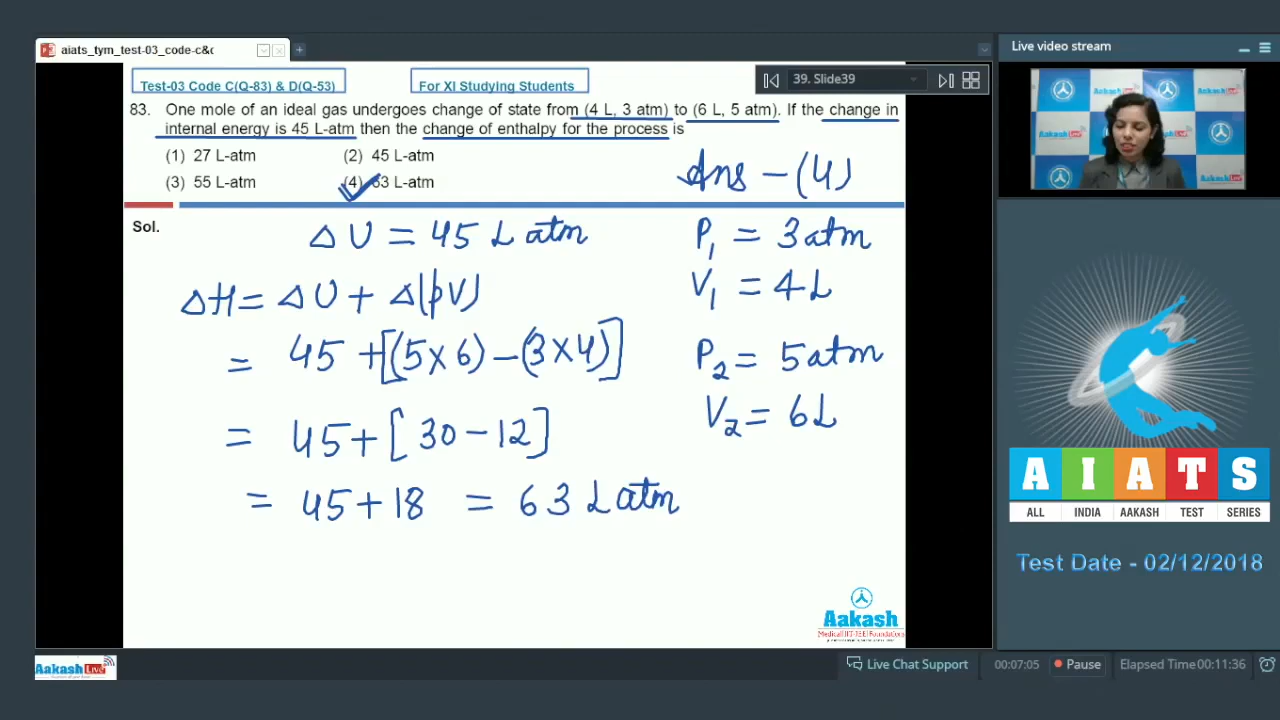 aiats_tym_test-03_code-c&c
Live video stream
39. Slide39
Test-03 Code C(Q-83) & D(Q-53)
For XI Studying Students
83. One mole of an ideal gas undergoes change of state from (4 L, 3 atm) to (6 L, 5 atm). If the change in
internal energy is 45 L-atm then the change of enthalpy for the process is
(1) 27 L-atm (2) 45 L-atm
(3) 55 L-atm (4) 63 L-atm
Ans - (4)
Sol.
ΔU = 45 L atm
P₁ = 3 atm
ΔH = ΔU + Δ(pV)
V₁ = 4 L
= 45 + [(5 × 6) - (3 × 4)]
P₂ = 5 atm
V₂ = 6 L
= 45 + [30 - 12]
= 45 + 18 = 63 L atm
AIATS
ALL INDIA AAKASH TEST SERIES
Test Date - 02/12/2018
Aakash
Medical|IIT-JEE|Foundations
Aakash Live
Live Chat Support
00:07:05
Pause
Elapsed Time 00:11:36